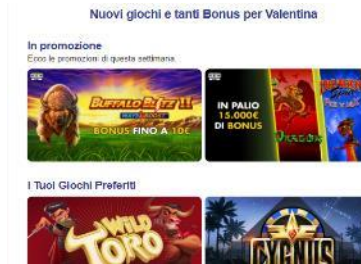 Nuovi giochi e tanti Bonus per Valentina
In promozione
Ecco le promozioni di questa settimana.
BUFFALO BLITZ II
BONUS FINO A 10€
IN PALIO
15.000€
DI BONUS
DRAGON
I Tuoi Giochi Preferiti
WILD
TORO
CYGNUS